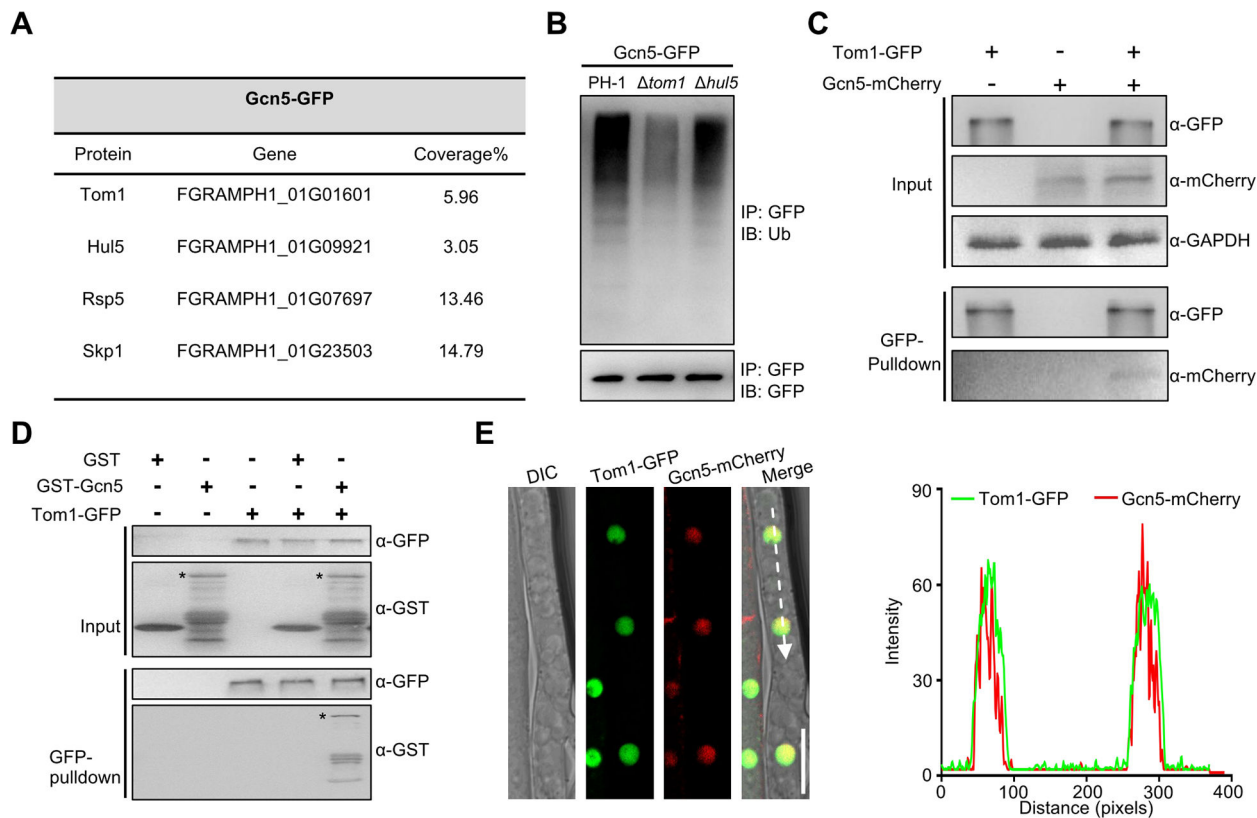 A
Gcn5-GFP
Protein Gene Coverage%
Tom1 FGRAMPH1_01G01601 5.96
Hul5 FGRAMPH1_01G09921 3.05
Rsp5 FGRAMPH1_01G07697 13.46
Skp1 FGRAMPH1_01G23503 14.79
B
Gcn5-GFP
PH-1 Δtom1 Δhul5
IP: GFP
IB: Ub
IP: GFP
IB: GFP
C
Tom1-GFP + - +
Gcn5-mCherry - + +
Input
α-GFP
α-mCherry
α-GAPDH
GFP-
Pulldown
α-GFP
α-mCherry
D
GST + - - + -
GST-Gcn5 - + - - +
Tom1-GFP - - + + +
Input
α-GFP
* *
α-GST
GFP-
pulldown
α-GFP
*
α-GST
E
DIC
Tom1-GFP
Gcn5-mCherry
Merge
Tom1-GFP Gcn5-mCherry
Intensity
90
60
30
0
0 100 200 300 400
Distance (pixels)